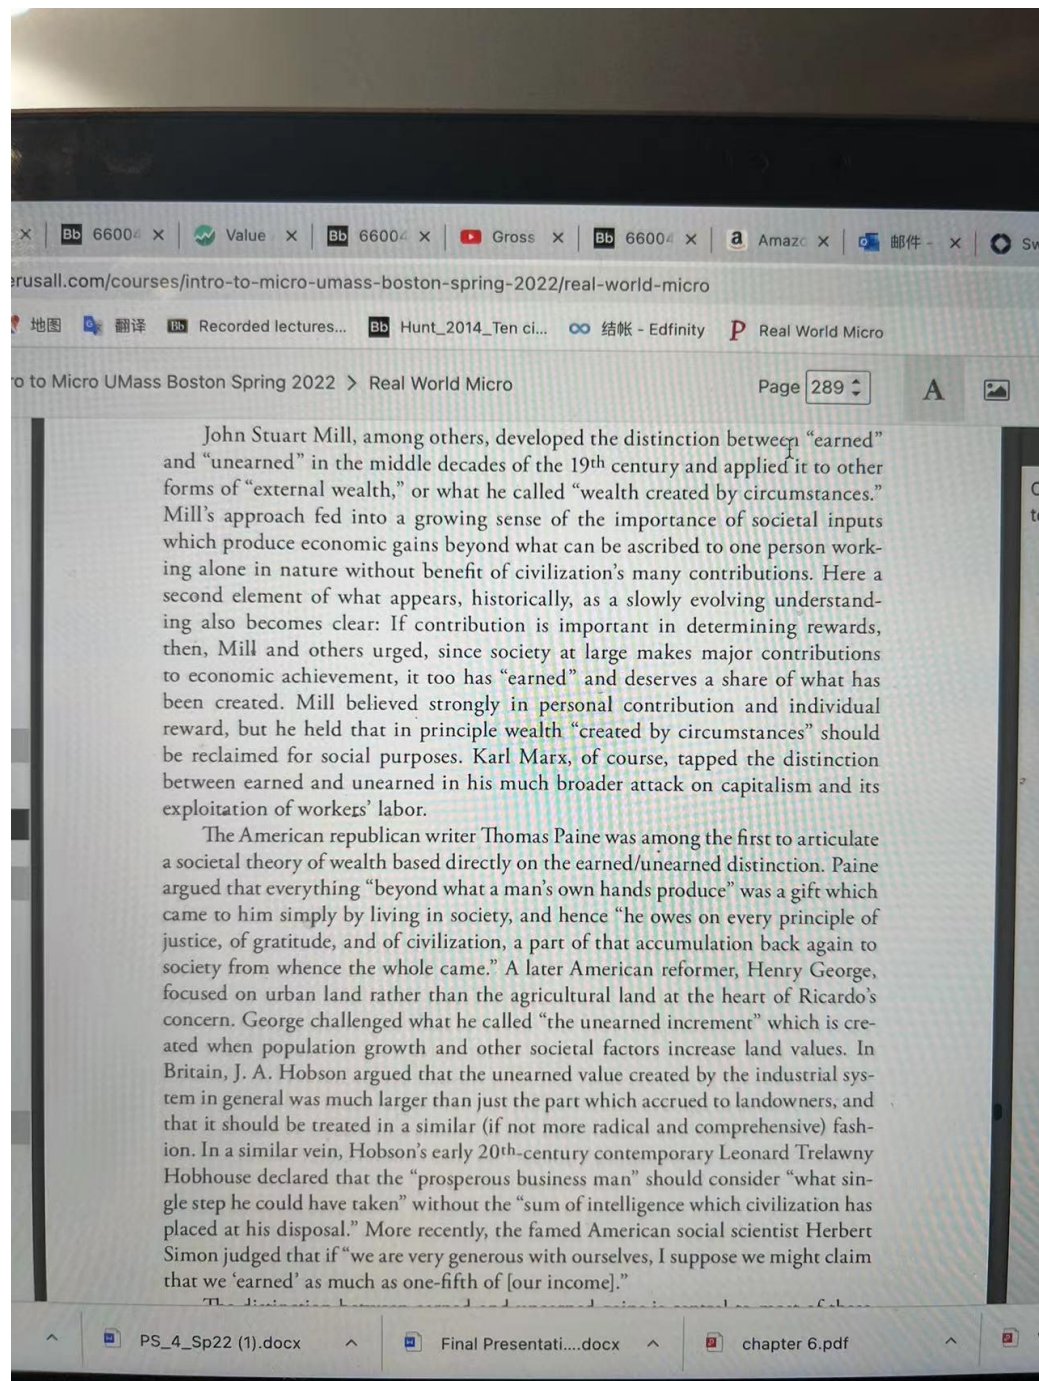 6600 Value 6600 Gross 6600 Amazo 邮件 - Sw
erusall.com/courses/intro-to-micro-umass-boston-spring-2022/real-world-micro
地图 翻译 Bb Recorded lectures... Bb Hunt_2014_Ten ci... 结帐 - Edfinity P Real World Micro
o to Micro UMass Boston Spring 2022 > Real World Micro Page 289 A
John Stuart Mill, among others, developed the distinction between “earned”
and “unearned” in the middle decades of the 19th century and applied it to other
forms of “external wealth,” or what he called “wealth created by circumstances.”
Mill’s approach fed into a growing sense of the importance of societal inputs
which produce economic gains beyond what can be ascribed to one person work-
ing alone in nature without benefit of civilization’s many contributions. Here a
second element of what appears, historically, as a slowly evolving understand-
ing also becomes clear: If contribution is important in determining rewards,
then, Mill and others urged, since society at large makes major contributions
to economic achievement, it too has “earned” and deserves a share of what has
been created. Mill believed strongly in personal contribution and individual
reward, but he held that in principle wealth “created by circumstances” should
be reclaimed for social purposes. Karl Marx, of course, tapped the distinction
between earned and unearned in his much broader attack on capitalism and its
exploitation of workers’ labor.
The American republican writer Thomas Paine was among the first to articulate
a societal theory of wealth based directly on the earned/unearned distinction. Paine
argued that everything “beyond what a man’s own hands produce” was a gift which
came to him simply by living in society, and hence “he owes on every principle of
justice, of gratitude, and of civilization, a part of that accumulation back again to
society from whence the whole came.” A later American reformer, Henry George,
focused on urban land rather than the agricultural land at the heart of Ricardo’s
concern. George challenged what he called “the unearned increment” which is cre-
ated when population growth and other societal factors increase land values. In
Britain, J. A. Hobson argued that the unearned value created by the industrial sys-
tem in general was much larger than just the part which accrued to landowners, and
that it should be treated in a similar (if not more radical and comprehensive) fash-
ion. In a similar vein, Hobson’s early 20th-century contemporary Leonard Trelawny
Hobhouse declared that the “prosperous business man” should consider “what sin-
gle step he could have taken” without the “sum of intelligence which civilization has
placed at his disposal.” More recently, the famed American social scientist Herbert
Simon judged that if “we are very generous with ourselves, I suppose we might claim
that we ‘earned’ as much as one-fifth of [our income].”
PS_4_Sp22 (1).docx Final Presentati....docx chapter 6.pdf